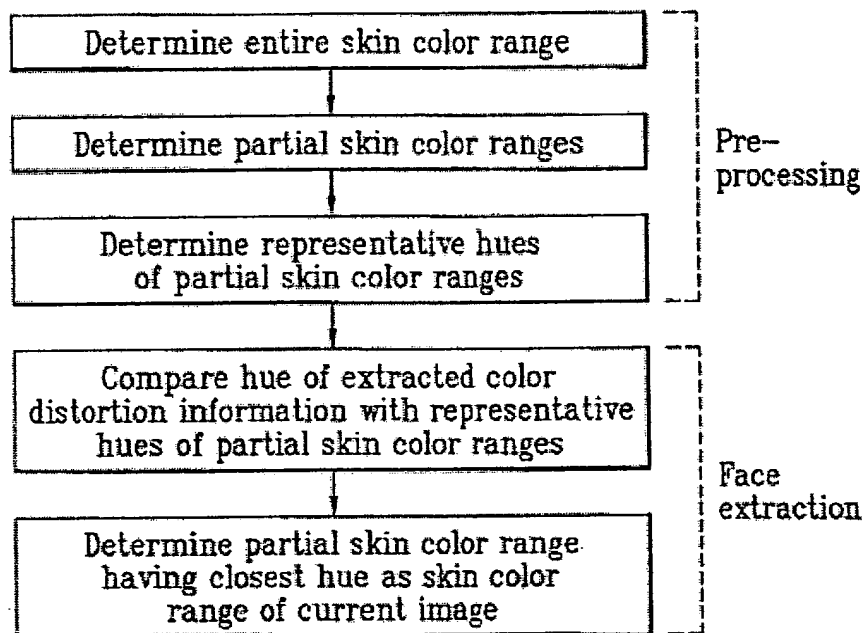 Determine entire skin color range
Determine partial skin color ranges
Pre-
processing
Determine representative hues
of partial skin color ranges
Compare hue of extracted color
distortion information with representative
hues of partial skin color ranges
Face
extraction
Determine partial skin color range
having closest hue as skin color
range of current image